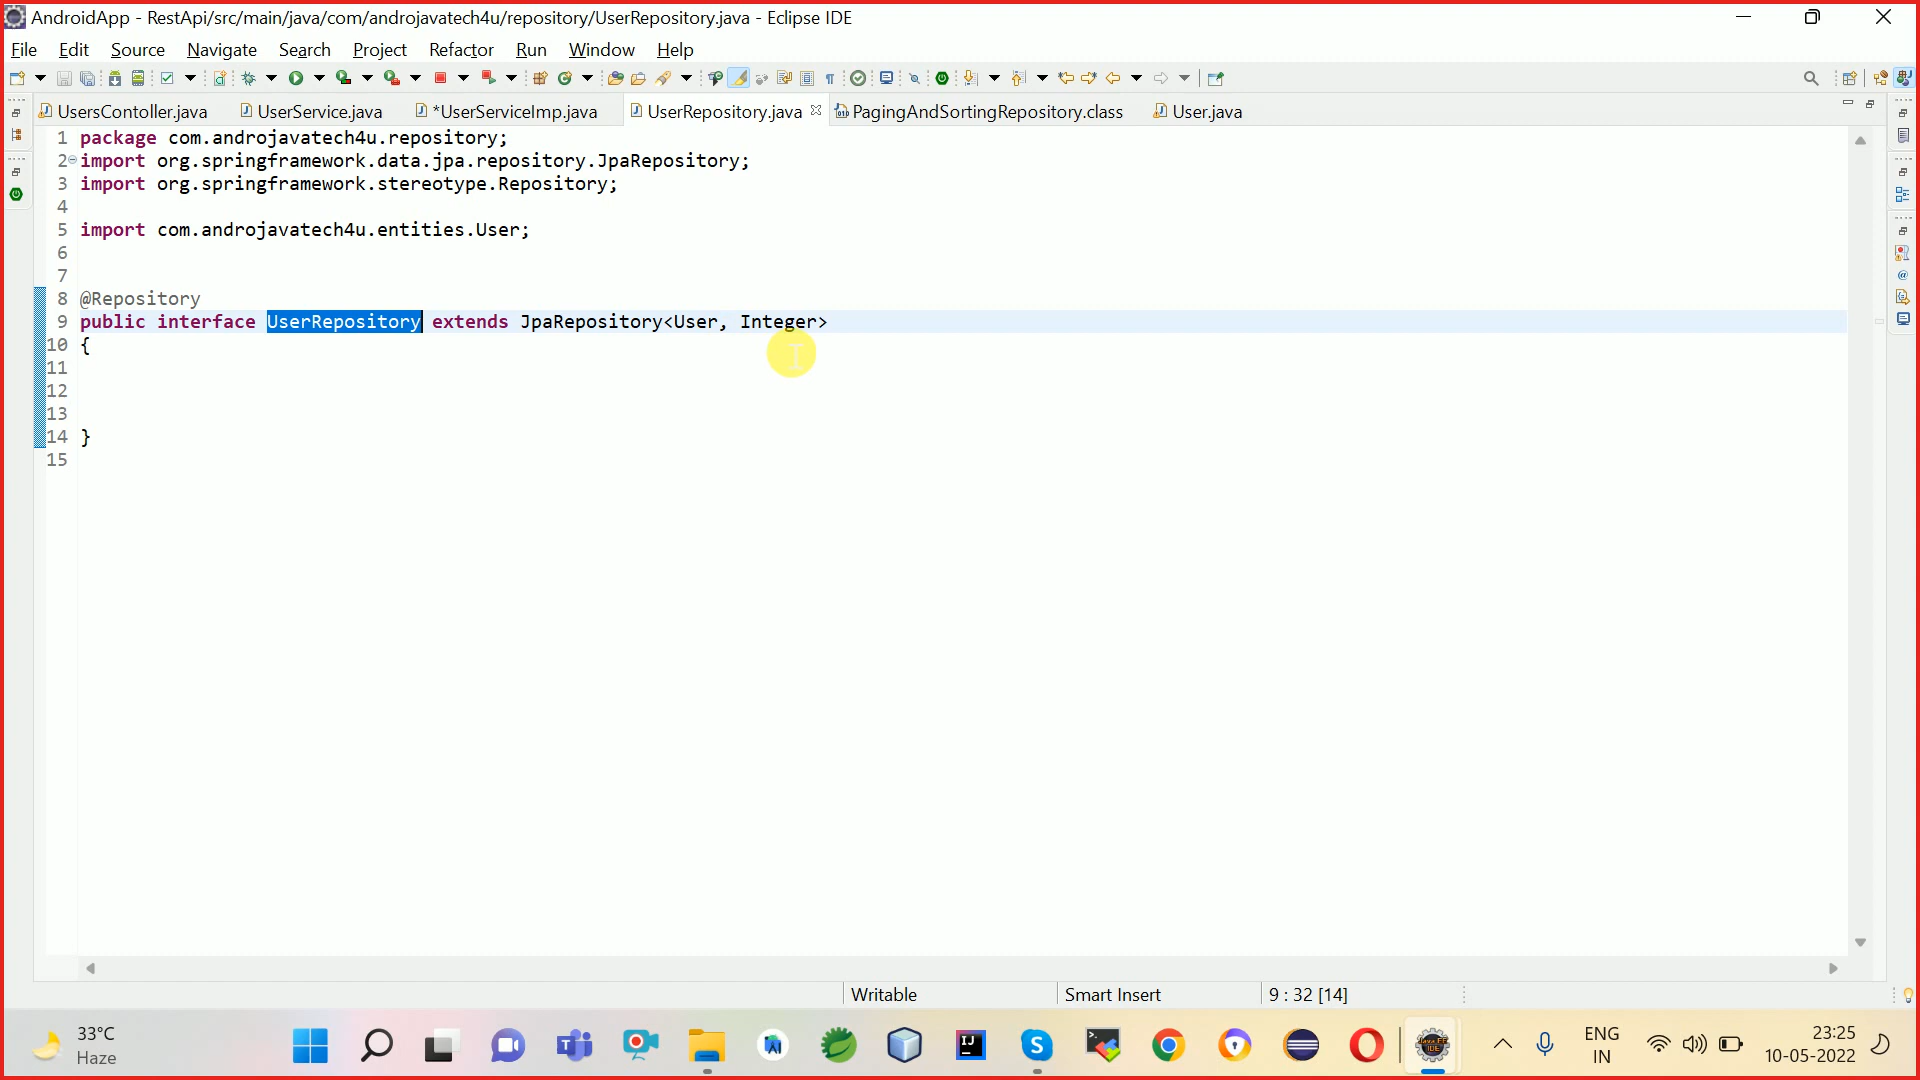 AndroidApp - RestApi/src/main/java/com/androjavatech4u/repository/UserRepository.java - Eclipse IDE
File Edit Source Navigate Search Project Refactor Run Window Help
UsersContoller.java UserService.java *UserServiceImp.java UserRepository.java PagingAndSortingRepository.class User.java
1 package com.androjavatech4u.repository;
2 import org.springframework.data.jpa.repository.JpaRepository;
3 import org.springframework.stereotype.Repository;
4
5 import com.androjavatech4u.entities.User;
6
7
8 @Repository
9 public interface UserRepository extends JpaRepository<User, Integer>
10 {
11
12
13
14 }
15
Writable Smart Insert 9 : 32 [14]
33°C
Haze
ENG
IN
23:25
10-05-2022